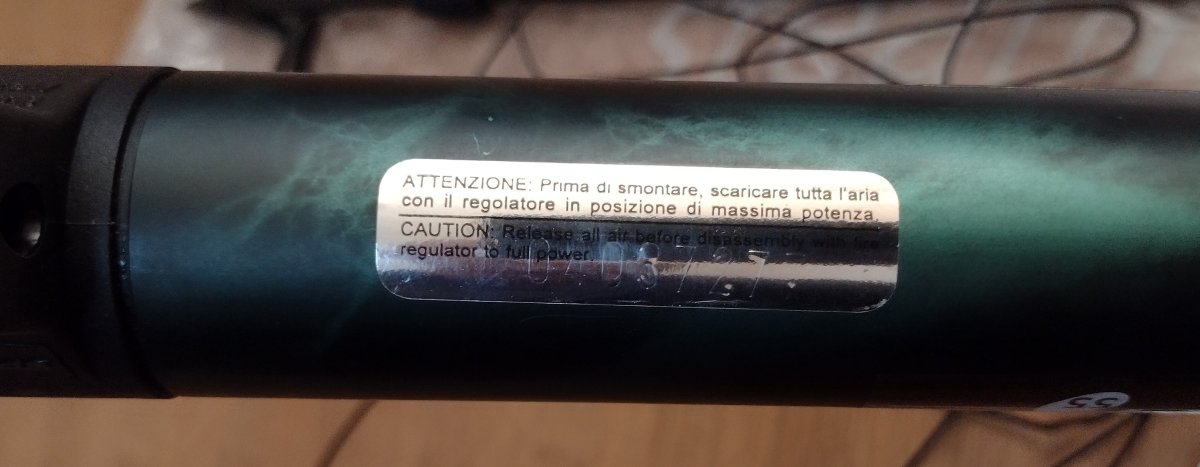 ATTENZIONE: Prima di smontare, scaricare tutta l'aria
con il regolatore in posizione di massima potenza.
CAUTION: Release all air before disassembly with fire
regulator to full power.